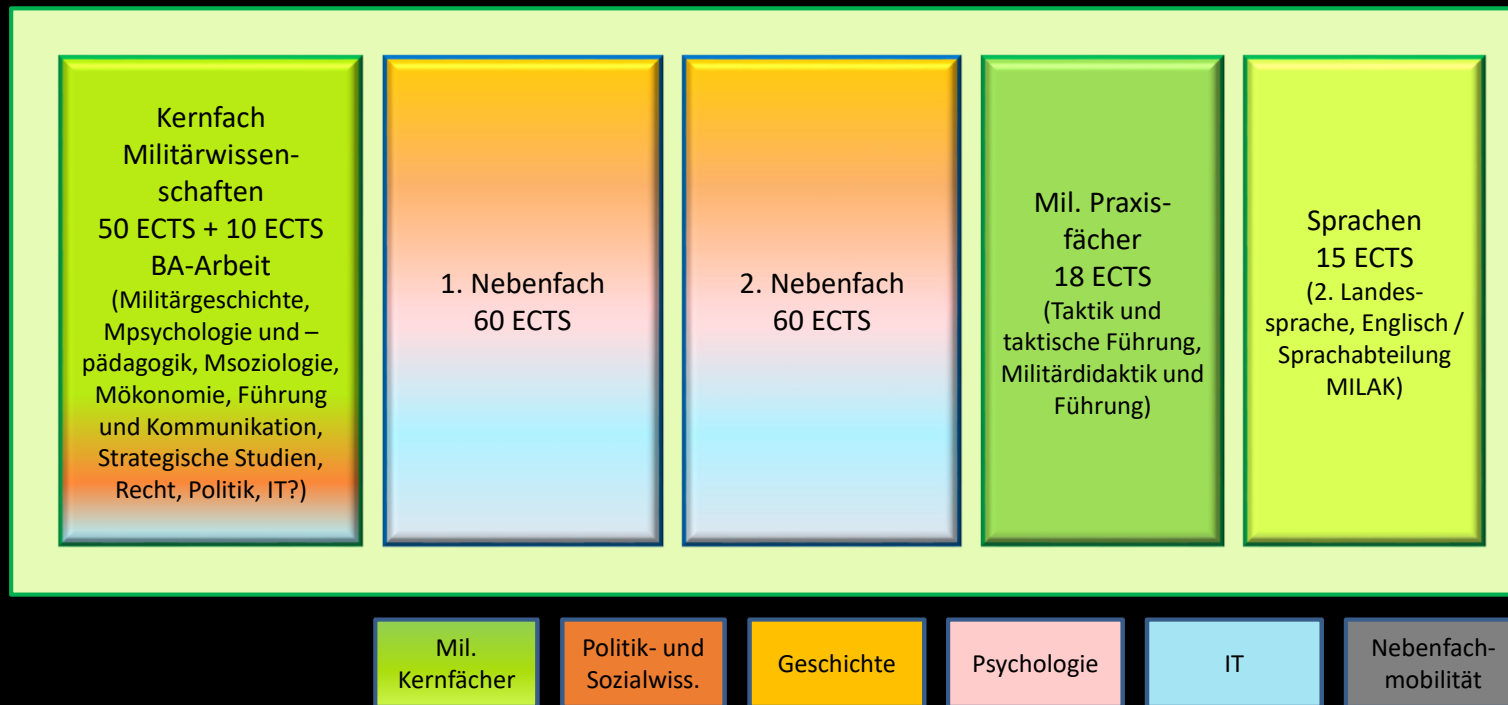 Kernfach
Militärwissen-
schaften
50 ECTS + 10 ECTS
BA-Arbeit
(Militärgeschichte,
Mpsychologie und –
pädagogik, Msoziologie,
Mökonomie, Führung
und Kommunikation,
Strategische Studien,
Recht, Politik, IT?)
1. Nebenfach
60 ECTS
2. Nebenfach
60 ECTS
Mil. Praxis-
fächer
18 ECTS
(Taktik und
taktische Führung,
Militärdidaktik und
Führung)
Sprachen
15 ECTS
(2. Landes-
sprache, Englisch /
Sprachabteilung
MILAK)
Mil.
Kernfächer
Politik- und
Sozialwiss.
Geschichte
Psychologie
IT
Nebenfach-
mobilität